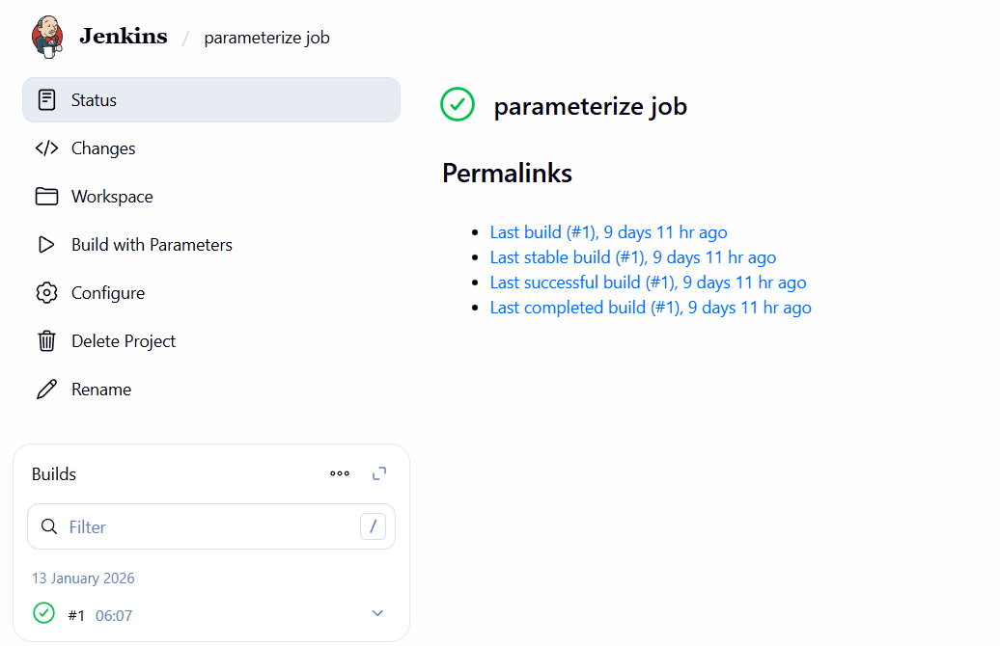 Jenkins / parameterize job
Status
Changes
Workspace
Build with Parameters
Configure
Delete Project
Rename
Builds
Filter /
13 January 2026
#1 06:07
parameterize job
Permalinks
Last build (#1), 9 days 11 hr ago
Last stable build (#1), 9 days 11 hr ago
Last successful build (#1), 9 days 11 hr ago
Last completed build (#1), 9 days 11 hr ago